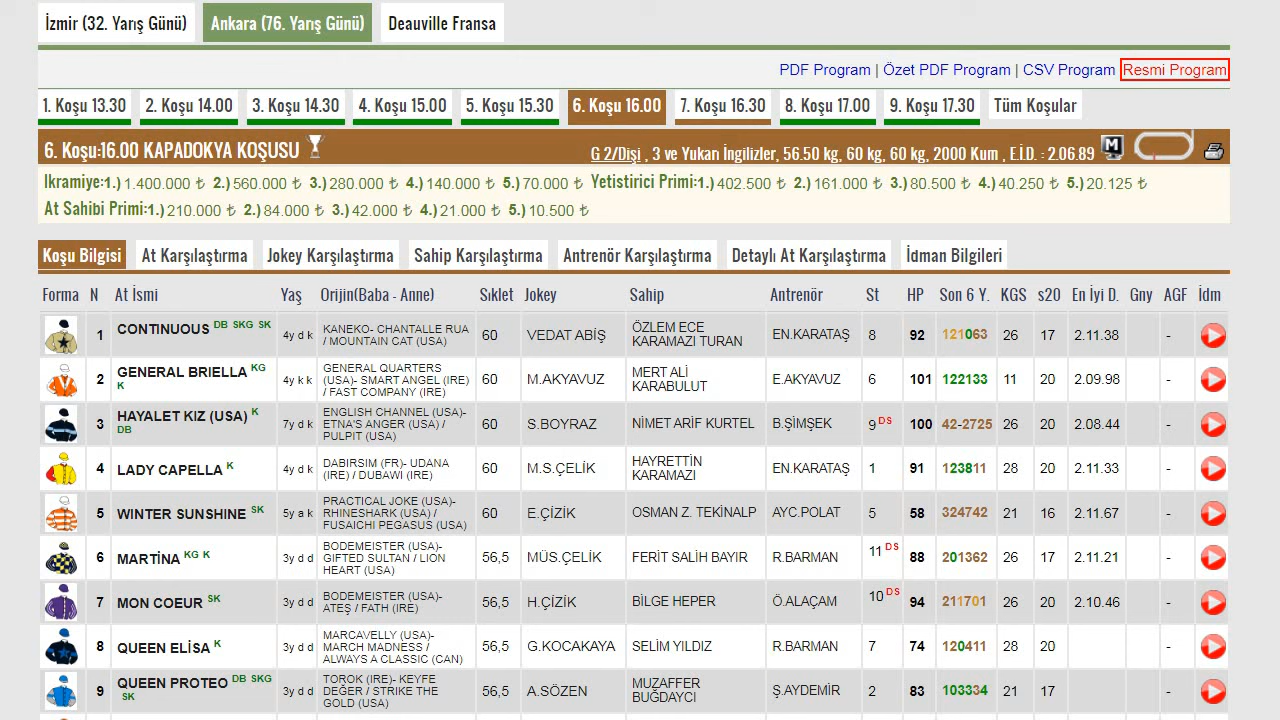 İzmir (32. Yarış Günü) Ankara (76. Yarış Günü) Deauville Fransa
PDF Program | Özet PDF Program | CSV Program Resmi Program
1. Koşu 13.30 2. Koşu 14.00 3. Koşu 14.30 4. Koşu 15.00 5. Koşu 15.30 6. Koşu 16.00 7. Koşu 16.30 8. Koşu 17.00 9. Koşu 17.30 Tüm Koşular
6. Koşu:16.00 KAPADOKYA KOŞUSU G 2/Dişi , 3 ve Yukarı İngilizler, 56.50 kg, 60 kg, 60 kg, 2000 Kum , E.İ.D. : 2.06.89 M
Ikramiye:1.) 1.400.000 ₺ 2.) 560.000 ₺ 3.) 280.000 ₺ 4.) 140.000 ₺ 5.) 70.000 ₺ Yetistirici Primi:1.) 402.500 ₺ 2.) 161.000 ₺ 3.) 80.500 ₺ 4.) 40.250 ₺ 5.) 20.125 ₺
At Sahibi Primi:1.) 210.000 ₺ 2.) 84.000 ₺ 3.) 42.000 ₺ 4.) 21.000 ₺ 5.) 10.500 ₺
Koşu Bilgisi At Karşılaştırma Jokey Karşılaştırma Sahip Karşılaştırma Antrenör Karşılaştırma Detaylı At Karşılaştırma İdman Bilgileri
Forma N At İsmi Yaş Orijin(Baba - Anne) Sıklet Jokey Sahip Antrenör St HP Son 6 Y. KGS s20 En İyi D. Gny AGF İdm
1 CONTINUOUS DB SKG SK 4y d k KANEKO- CHANTALLE RUA / MOUNTAIN CAT (USA) 60 VEDAT ABİŞ ÖZLEM ECE KARAMAZI TURAN EN.KARATAŞ 8 92 121063 26 17 2.11.38 -
2 GENERAL BRIELLA KG K 4y k k GENERAL QUARTERS (USA)- SMART ANGEL (IRE) / FAST COMPANY (IRE) 60 M.AKYAVUZ MERT ALİ KARABULUT E.AKYAVUZ 6 101 122133 11 20 2.09.98 -
3 HAYALET KIZ (USA) K DB 7y d k ENGLISH CHANNEL (USA)- ETNA'S ANGER (USA) / PULPIT (USA) 60 S.BOYRAZ NİMET ARİF KURTEL B.ŞİMŞEK 9 DS 100 42-2725 26 20 2.08.44 -
4 LADY CAPELLA K 4y d k DABIRSIM (FR)- UDANA (IRE) / DUBAWI (IRE) 60 M.S.ÇELİK HAYRETTİN KARAMAZI EN.KARATAŞ 1 91 123811 28 20 2.11.33 -
5 WINTER SUNSHINE SK 5y a k PRACTICAL JOKE (USA)- RHINESHARK (USA) / FUSAICHI PEGASUS (USA) 60 E.ÇİZİK OSMAN Z. TEKİNALP AYC.POLAT 5 58 324742 21 16 2.11.67 -
6 MARTİNA KG K 3y d d BODEMEISTER (USA)- GIFTED SULTAN / LION HEART (USA) 56,5 MÜS.ÇELİK FERİT SALİH BAYIR R.BARMAN 11 DS 88 201362 26 17 2.11.21 -
7 MON COEUR SK 3y d d BODEMEISTER (USA)- ATEŞ / FATH (IRE) 56,5 H.ÇİZİK BİLGE HEPER Ö.ALAÇAM 10 DS 94 211701 26 20 2.10.46 -
8 QUEEN ELİSA K 3y d d MARCAVELLY (USA)- MARCH MADNESS / ALWAYS A CLASSIC (CAN) 56,5 G.KOCAKAYA SELİM YILDIZ R.BARMAN 7 74 120411 28 20 -
9 QUEEN PROTEO DB SKG SK 3y d d TOROK (IRE)- KEYFE DEĞER / STRIKE THE GOLD (USA) 56,5 A.SÖZEN MUZAFFER BUĞDAYCI Ş.AYDEMİR 2 83 103334 21 17 -